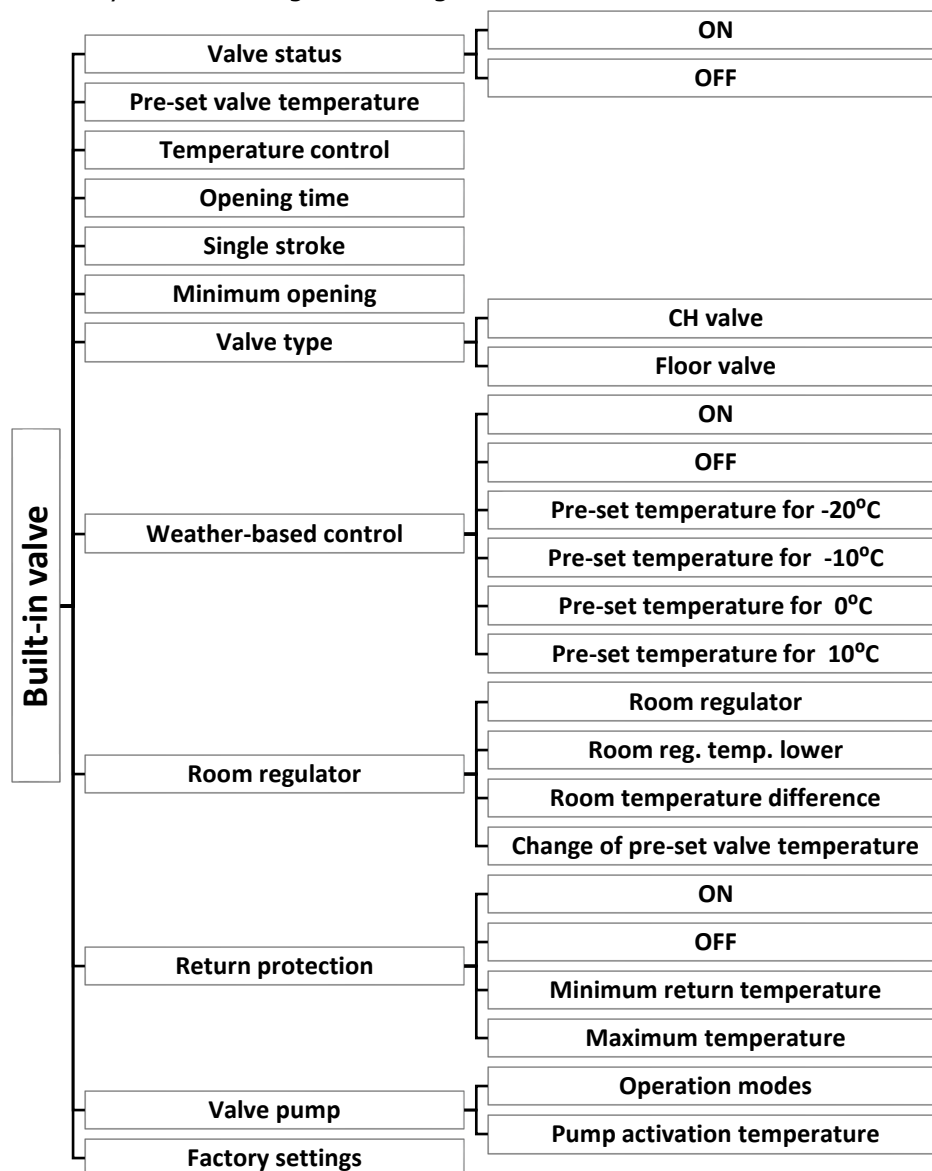 Built-in valve
Valve status
ON
OFF
Pre-set valve temperature
Temperature control
Opening time
Single stroke
Minimum opening
Valve type
CH valve
Floor valve
Weather-based control
ON
OFF
Pre-set temperature for -20⁰C
Pre-set temperature for -10⁰C
Pre-set temperature for 0⁰C
Pre-set temperature for 10⁰C
Room regulator
Room regulator
Room reg. temp. lower
Room temperature difference
Change of pre-set valve temperature
Return protection
ON
OFF
Minimum return temperature
Maximum temperature
Valve pump
Operation modes
Pump activation temperature
Factory settings